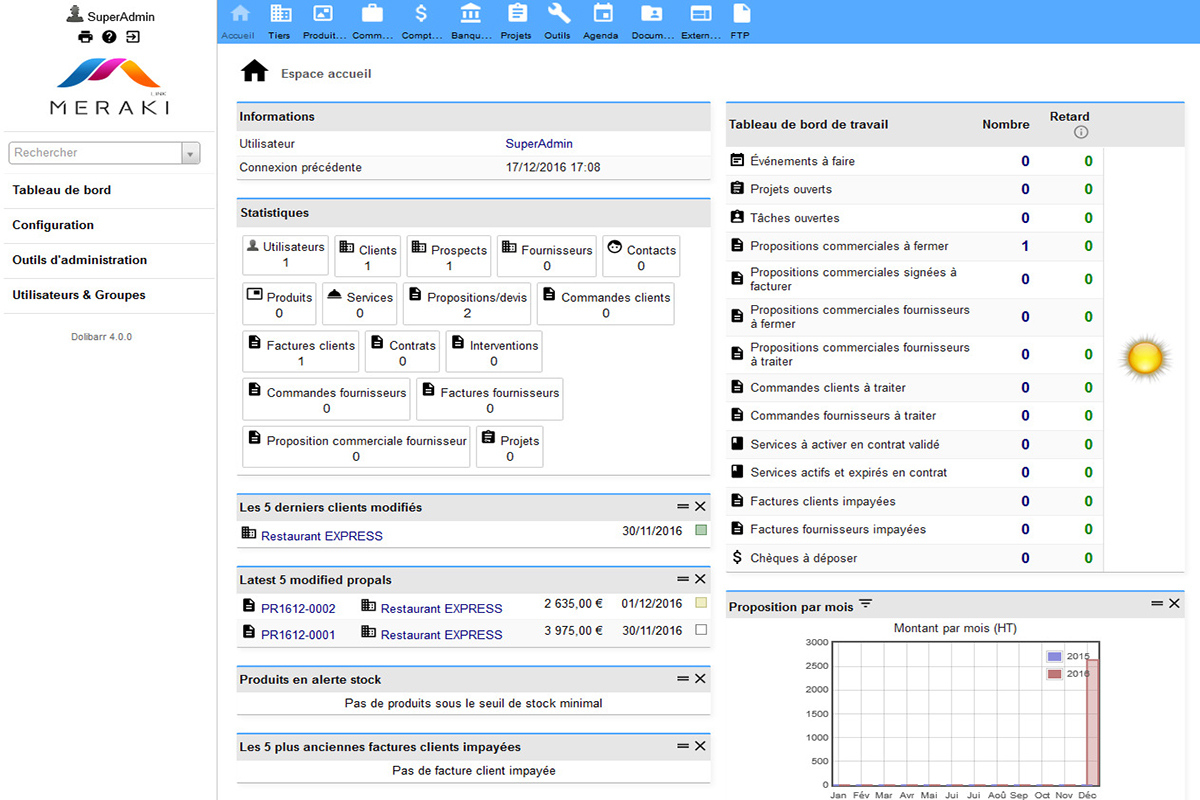 SuperAdmin
MERAKI
LINK
Rechercher
Tableau de bord
Configuration
Outils d'administration
Utilisateurs & Groupes
Dolibarr 4.0.0
Accueil Tiers Produit... Comm... Compt... Banqu... Projets Outils Agenda Docum... Extern... FTP
Espace accueil
Informations
Utilisateur SuperAdmin
Connexion précédente 17/12/2016 17:08
Statistiques
Utilisateurs 1
Clients 1
Prospects 1
Fournisseurs 0
Contacts 0
Produits 0
Services 0
Propositions/devis 2
Commandes clients 0
Factures clients 1
Contrats 0
Interventions 0
Commandes fournisseurs 0
Factures fournisseurs 0
Proposition commerciale fournisseur 0
Projets 0
Les 5 derniers clients modifiés
Restaurant EXPRESS 30/11/2016
Latest 5 modified propals
PR1612-0002 Restaurant EXPRESS 2 635,00 € 01/12/2016
PR1612-0001 Restaurant EXPRESS 3 975,00 € 30/11/2016
Produits en alerte stock
Pas de produits sous le seuil de stock minimal
Les 5 plus anciennes factures clients impayées
Pas de facture client impayée
Tableau de bord de travail Nombre Retard
Événements à faire 0 0
Projets ouverts 0 0
Tâches ouvertes 0 0
Propositions commerciales à fermer 1 0
Propositions commerciales signées à
facturer 0 0
Propositions commerciales fournisseurs
à fermer 0 0
Propositions commerciales fournisseurs
à traiter 0 0
Commandes clients à traiter 0 0
Commandes fournisseurs à traiter 0 0
Services à activer en contrat validé 0 0
Services actifs et expirés en contrat 0 0
Factures clients impayées 0 0
Factures fournisseurs impayées 0 0
Chèques à déposer 0 0
Proposition par mois
Montant par mois (HT)
3000
2500
2000
1500
1000
500
0
2015
2016
Jan Fév Mar Avr Mai Jui Jui Aoû Sep Oct Nov Déc